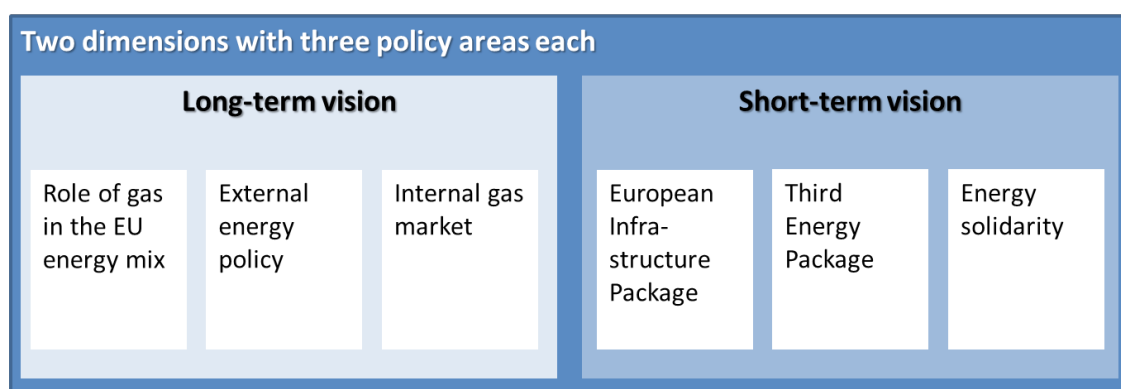 Two dimensions with three policy areas each
Long-term vision
Role of gas
in the EU
energy mix
External
energy
policy
Internal gas
market
Short-term vision
European
Infra-
structure
Package
Third
Energy
Package
Energy
solidarity